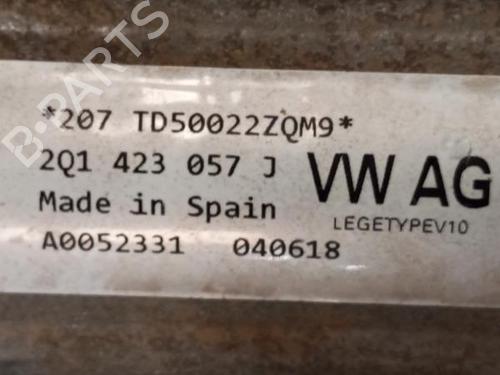 *207 TD50022ZQM9*
2Q1 423 057 J
VW AG
Made in Spain
LEGETYPEV10
A0052331 040618
B-PARTS